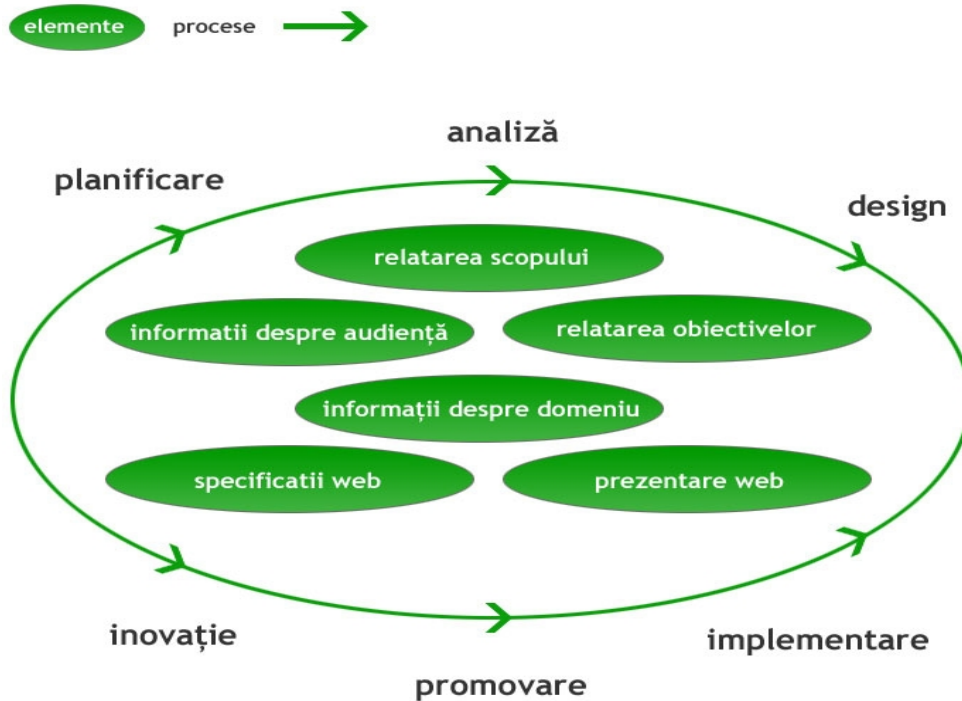 elemente procese
analiză
planificare
design
relatarea scopului
informatii despre audiență
relatarea obiectivelor
informații despre domeniu
specificatii web
prezentare web
inovație
implementare
promovare